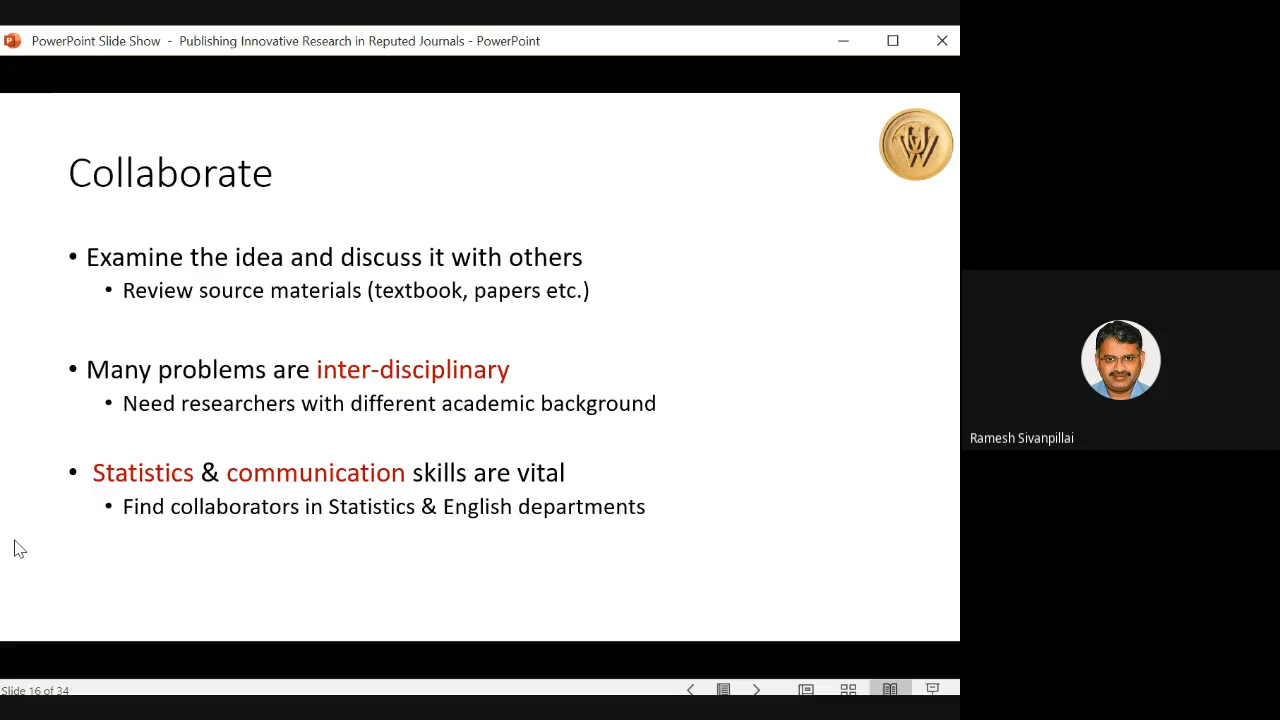 PowerPoint Slide Show - Publishing Innovative Research in Reputed Journals - PowerPoint
Collaborate
• Examine the idea and discuss it with others
• Review source materials (textbook, papers etc.)
• Many problems are inter-disciplinary
• Need researchers with different academic background
• Statistics & communication skills are vital
• Find collaborators in Statistics & English departments
Ramesh Sivanpillai
Slide 16 of 34